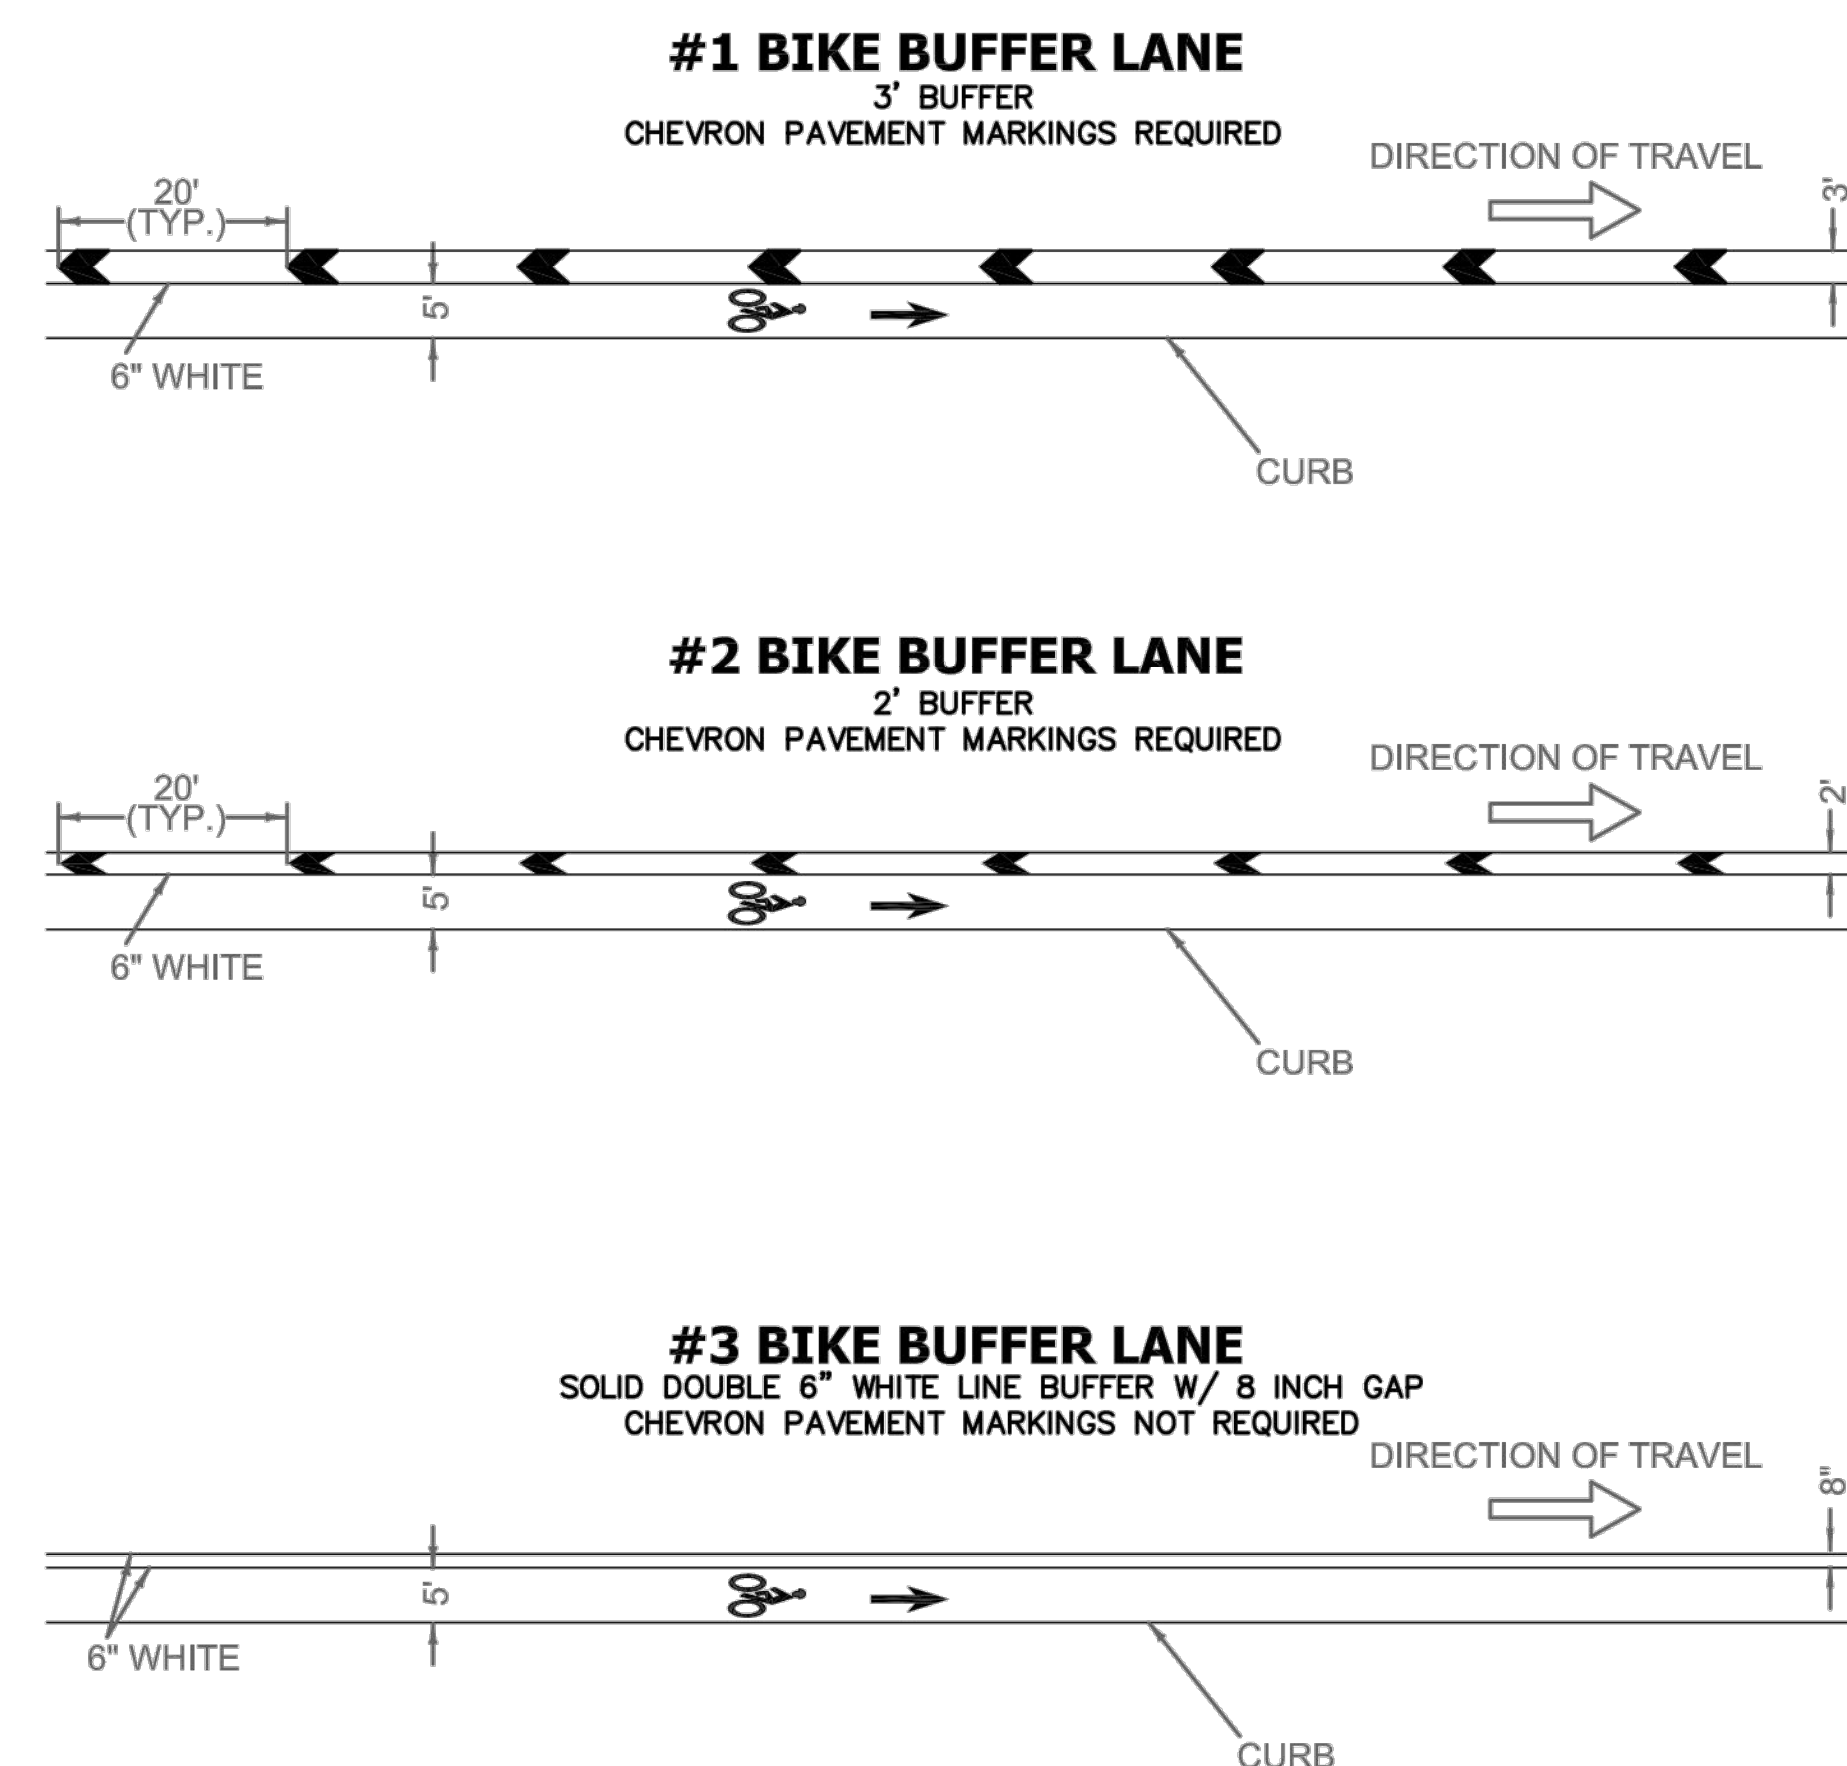 #1 BIKE BUFFER LANE
3' BUFFER
CHEVRON PAVEMENT MARKINGS REQUIRED
DIRECTION OF TRAVEL
20'
(TYP.)
3'
5'
6" WHITE
CURB
#2 BIKE BUFFER LANE
2' BUFFER
CHEVRON PAVEMENT MARKINGS REQUIRED
DIRECTION OF TRAVEL
20'
(TYP.)
2'
5'
6" WHITE
CURB
#3 BIKE BUFFER LANE
SOLID DOUBLE 6" WHITE LINE BUFFER W/ 8 INCH GAP
CHEVRON PAVEMENT MARKINGS NOT REQUIRED
DIRECTION OF TRAVEL
8"
5'
6" WHITE
CURB